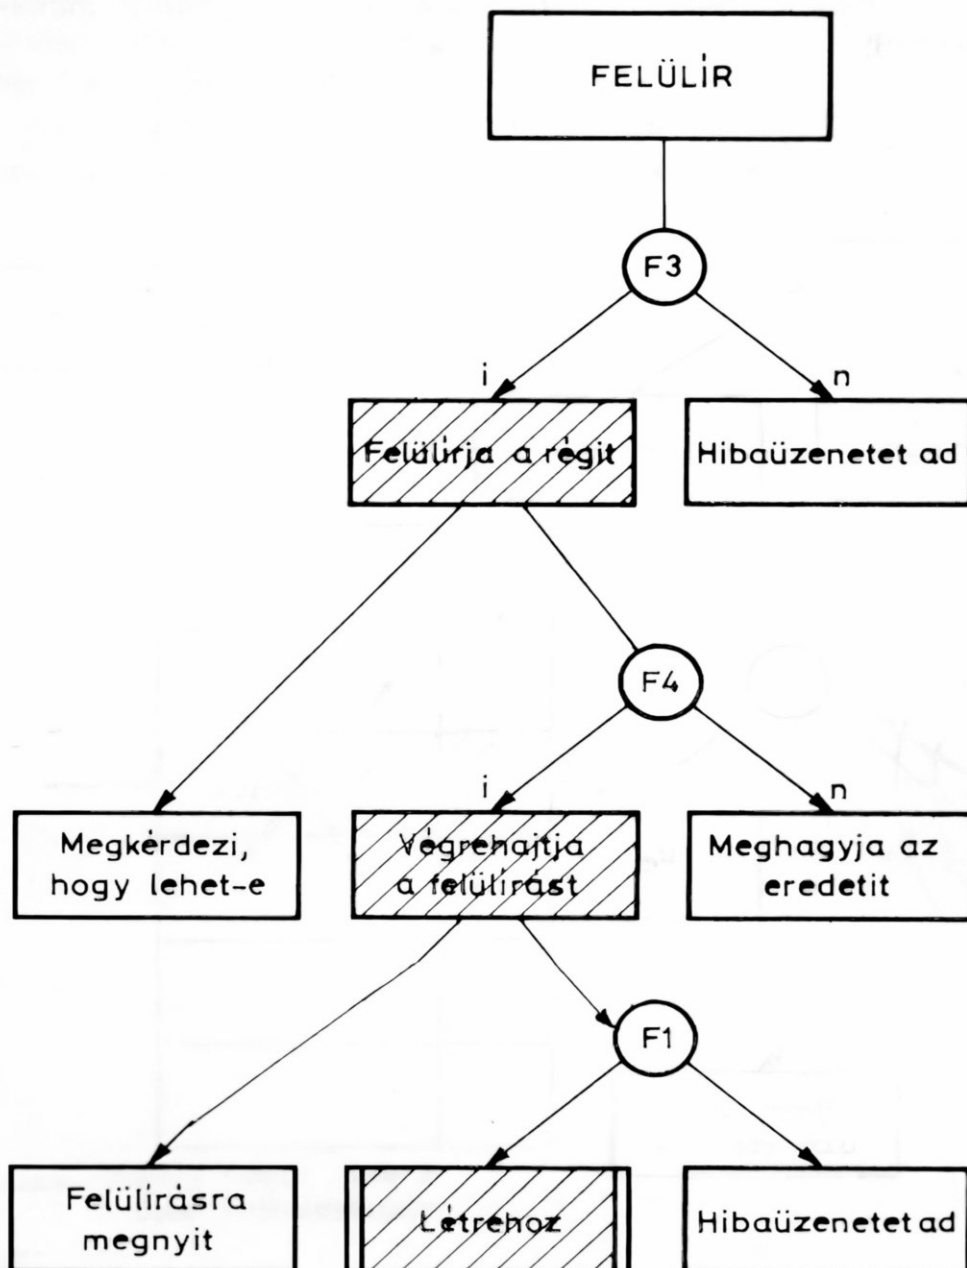 FELÜLÍR
F3
i
n
Felülírja a régit
Hibaüzenetet ad
F4
i
n
Megkérdezi,
hogy lehet-e
Végrehajtja
a felülírást
Meghagyja az
eredetit
F1
Felülírásra
megnyit
Létrehoz
Hibaüzenetet ad